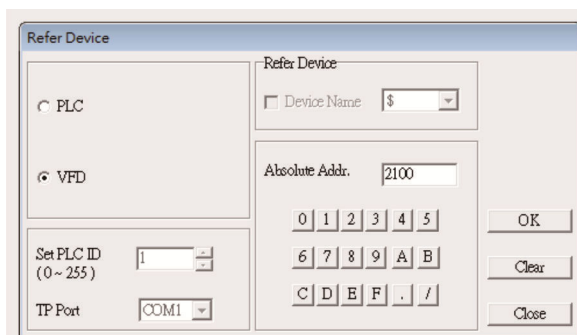 Refer Device
PLC
VFD
Set PLC ID
(0~255)
1
TP Port
COM1
Refer Device
Device Name
$
Absolute Addr.
2100
0 1 2 3 4 5
6 7 8 9 A B
C D E F . /
OK
Clear
Close